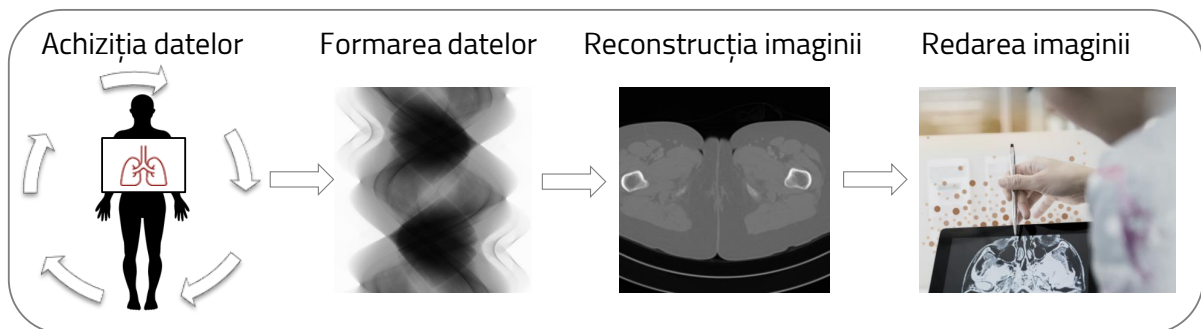 Achiziția datelor
Formarea datelor
Reconstrucția imaginii
Redarea imaginii